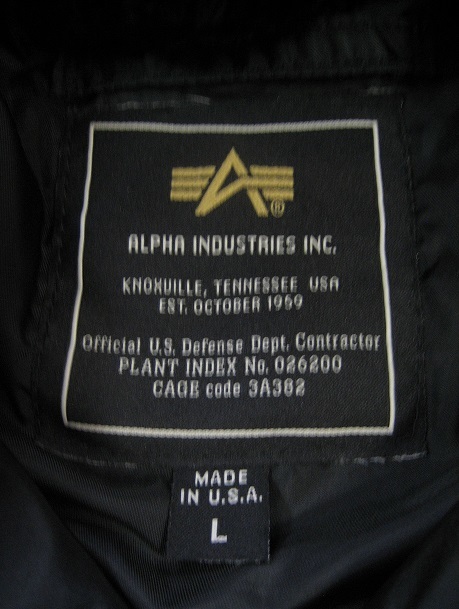 ®
ALPHA INDUSTRIES INC.
KNOXVILLE, TENNESSEE USA
EST. OCTOBER 1959
Official U.S. Defense Dept. Contractor
PLANT INDEX No. 026200
CAGE code 3A382
MADE
IN U.S.A.
L